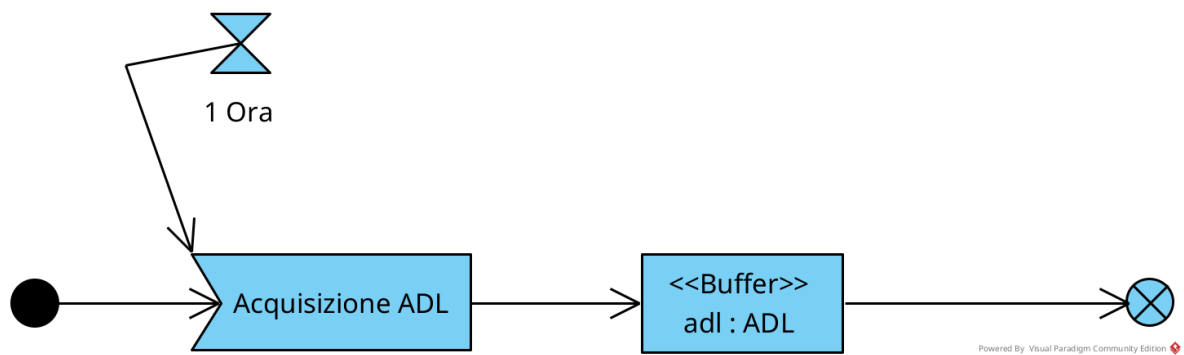 1 Ora
Acquisizione ADL
<<Buffer>>
adl : ADL
Powered By Visual Paradigm Community Edition